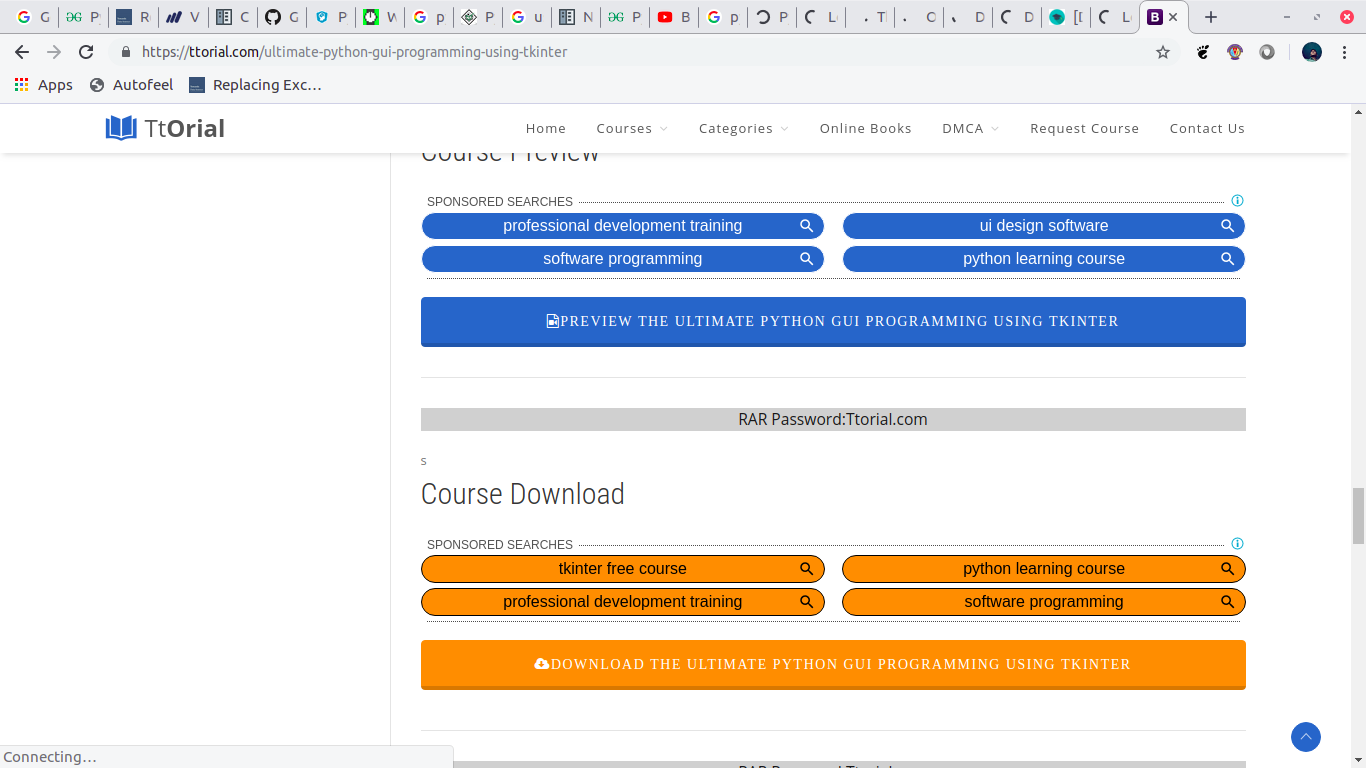 G
G
P
R
V
C
G
P
W
p
P
u
N
P
B
p
P
L
T
C
D
D
[D
L
B
https://ttorial.com/ultimate-python-gui-programming-using-tkinter
Apps Autofeel Replacing Exc…
TtOrial Home Courses Categories Online Books DMCA Request Course Contact Us
Course Preview
SPONSORED SEARCHES
professional development training ui design software
software programming python learning course
PREVIEW THE ULTIMATE PYTHON GUI PROGRAMMING USING TKINTER
RAR Password:Ttorial.com
s
Course Download
SPONSORED SEARCHES
tkinter free course python learning course
professional development training software programming
DOWNLOAD THE ULTIMATE PYTHON GUI PROGRAMMING USING TKINTER
Connecting…